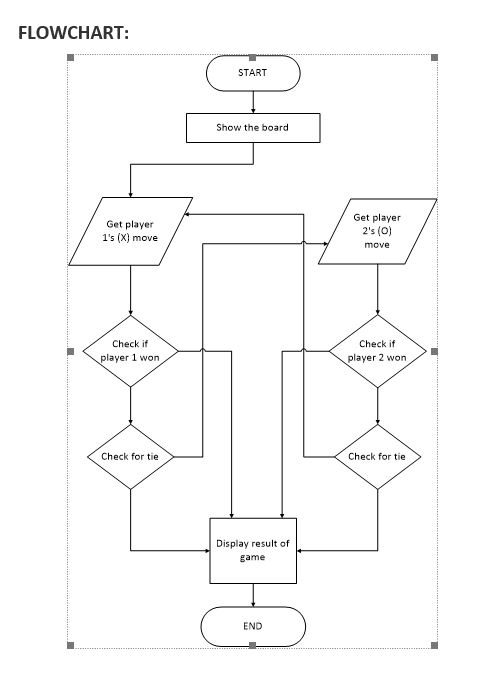 FLOWCHART:
START
Show the board
Get player
1's (X) move
Get player
2's (O)
move
Check if
player 1 won
Check if
player 2 won
Check for tie
Check for tie
Display result of
game
END